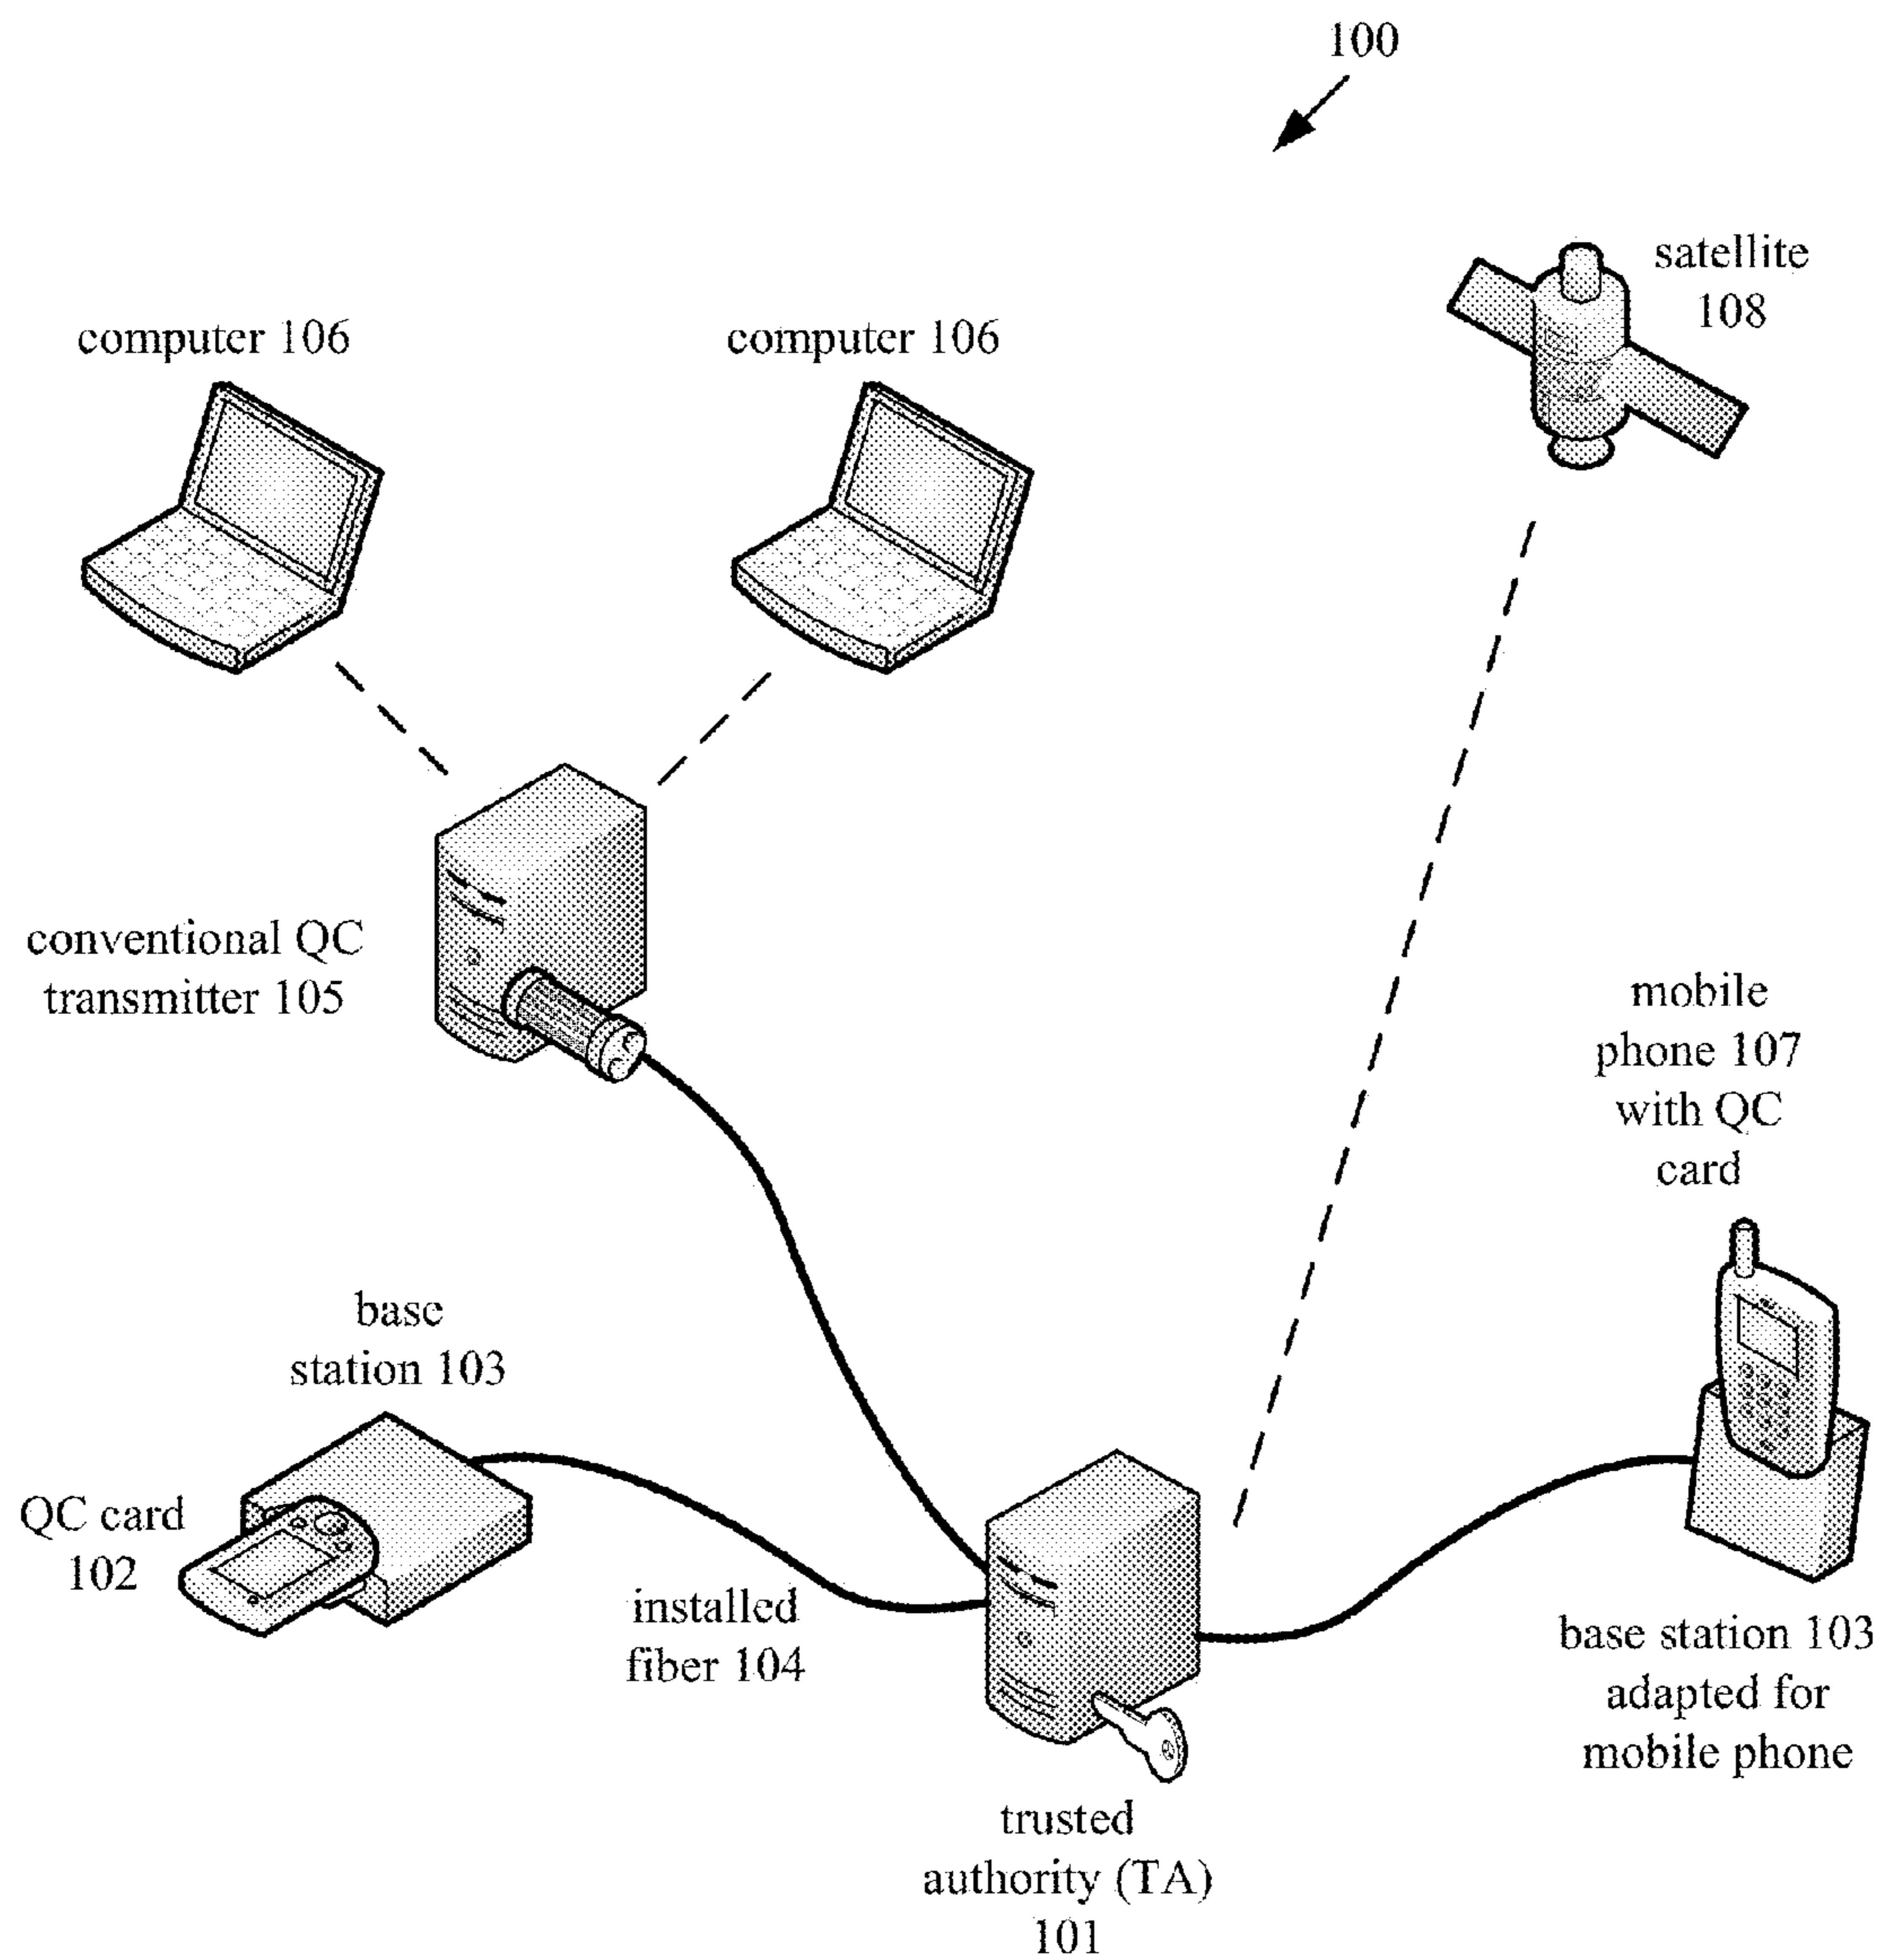 100
satellite
108
computer 106
computer 106
conventional QC
transmitter 105
mobile
phone 107
with QC
card
base
station 103
QC card
102
installed
fiber 104
base station 103
adapted for
mobile phone
trusted
authority (TA)
101